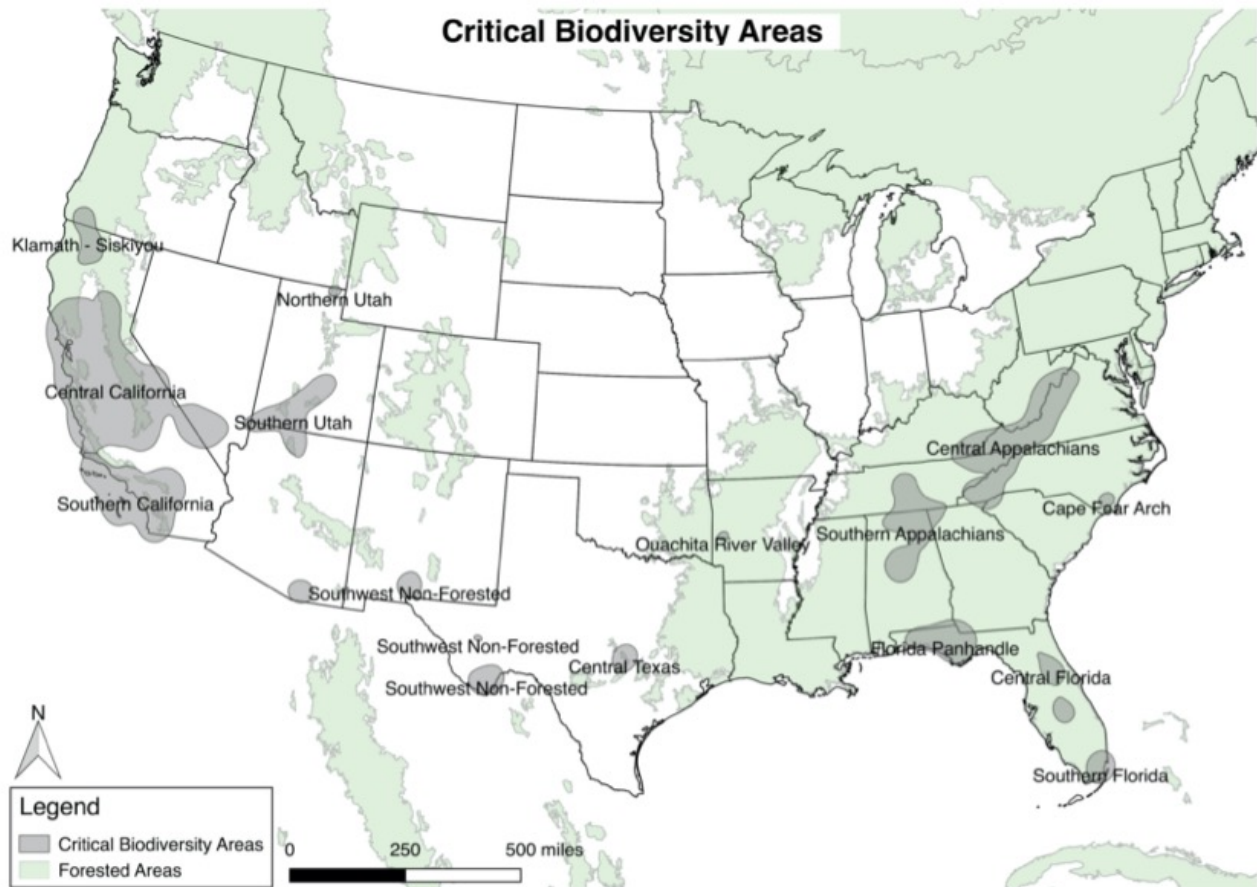 Critical Biodiversity Areas
Klamath - Siskiyou
Northern Utah
Central California
Southern Utah
Central Appalachians
Southern California
Cape Fear Arch
Southern Appalachians
Ouachita River Valley
Southwest Non-Forested
Southwest Non-Forested
Florida Panhandle
Central Texas
Central Florida
Southwest Non-Forested
Southern Florida
N
Legend
Critical Biodiversity Areas
Forested Areas
0 250 500 miles